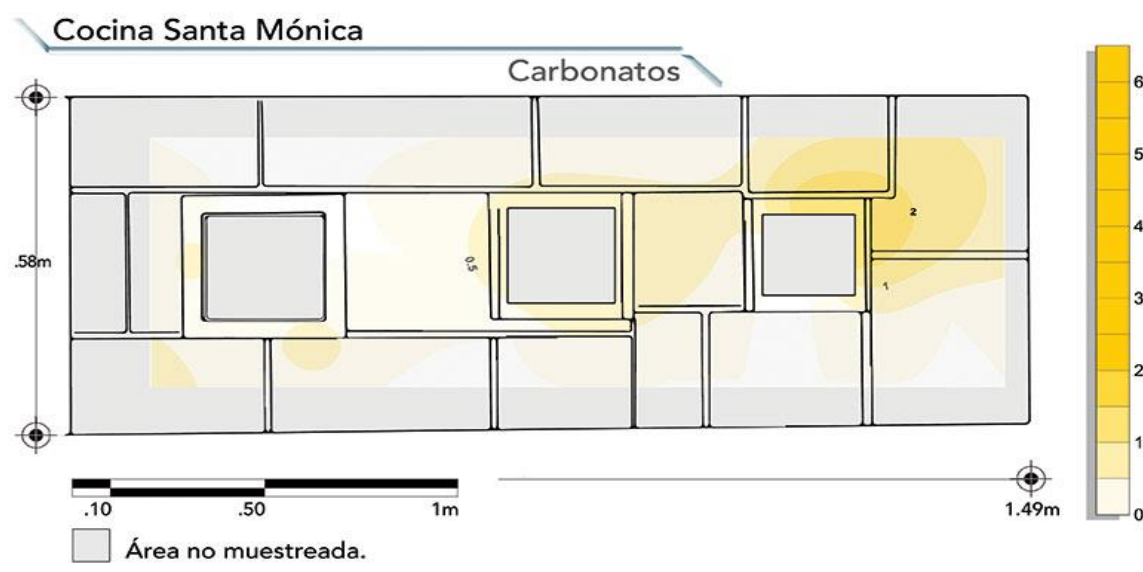 Cocina Santa Mónica
Carbonatos
6
5
4
3
2
1
0
.58m
0.5
2
1
.10 .50 1m
1.49m
Área no muestreada.